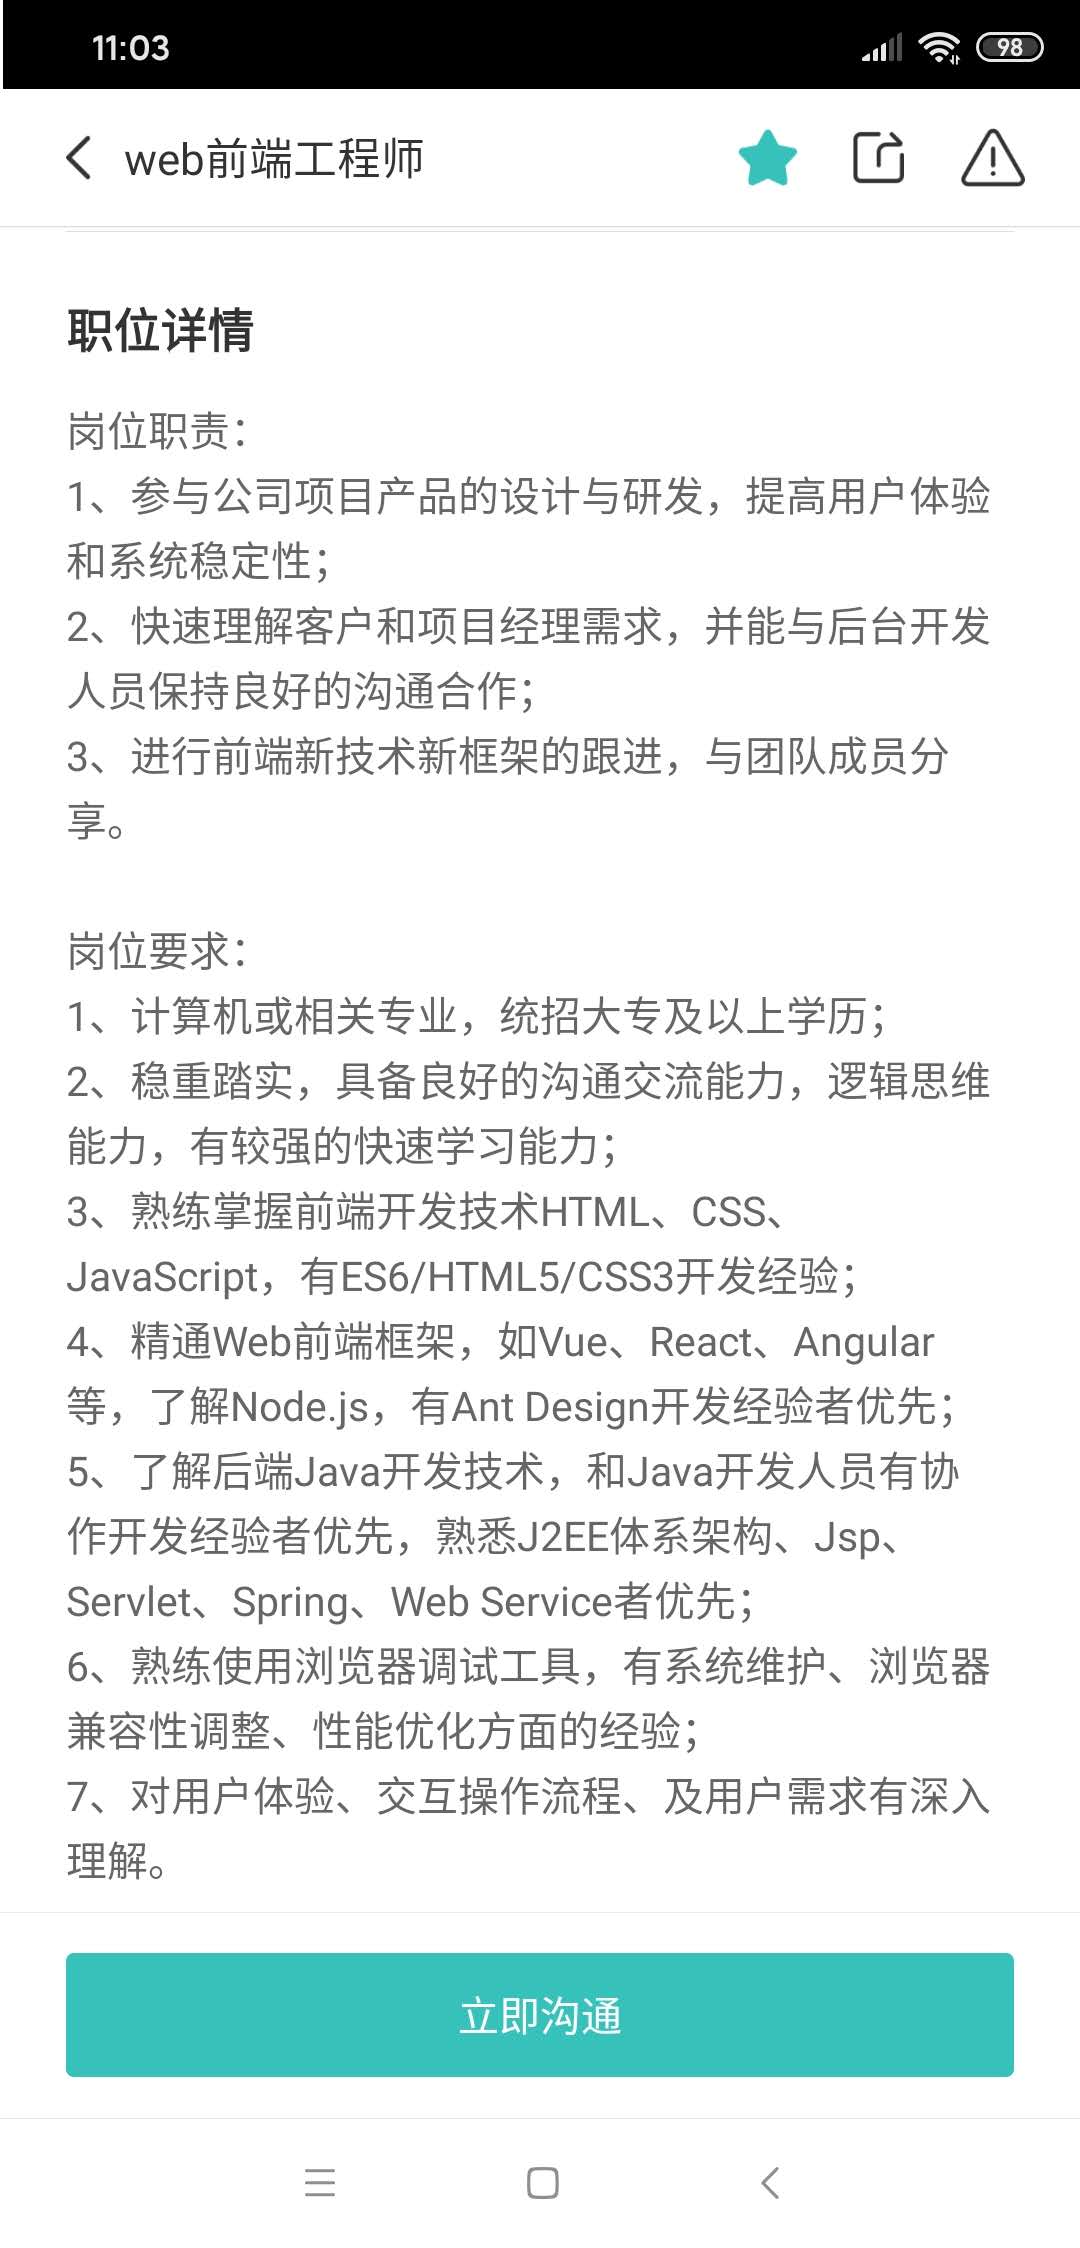 11:03
98
web前端工程师
职位详情
岗位职责：
1、参与公司项目产品的设计与研发，提高用户体验
和系统稳定性；
2、快速理解客户和项目经理需求，并能与后台开发
人员保持良好的沟通合作；
3、进行前端新技术新框架的跟进，与团队成员分
享。
岗位要求：
1、计算机或相关专业，统招大专及以上学历；
2、稳重踏实，具备良好的沟通交流能力，逻辑思维
能力，有较强的快速学习能力；
3、熟练掌握前端开发技术HTML、CSS、
JavaScript，有ES6/HTML5/CSS3开发经验；
4、精通Web前端框架，如Vue、React、Angular
等，了解Node.js，有Ant Design开发经验者优先；
5、了解后端Java开发技术，和Java开发人员有协
作开发经验者优先，熟悉J2EE体系架构、Jsp、
Servlet、Spring、Web Service者优先；
6、熟练使用浏览器调试工具，有系统维护、浏览器
兼容性调整、性能优化方面的经验；
7、对用户体验、交互操作流程、及用户需求有深入
理解。
立即沟通